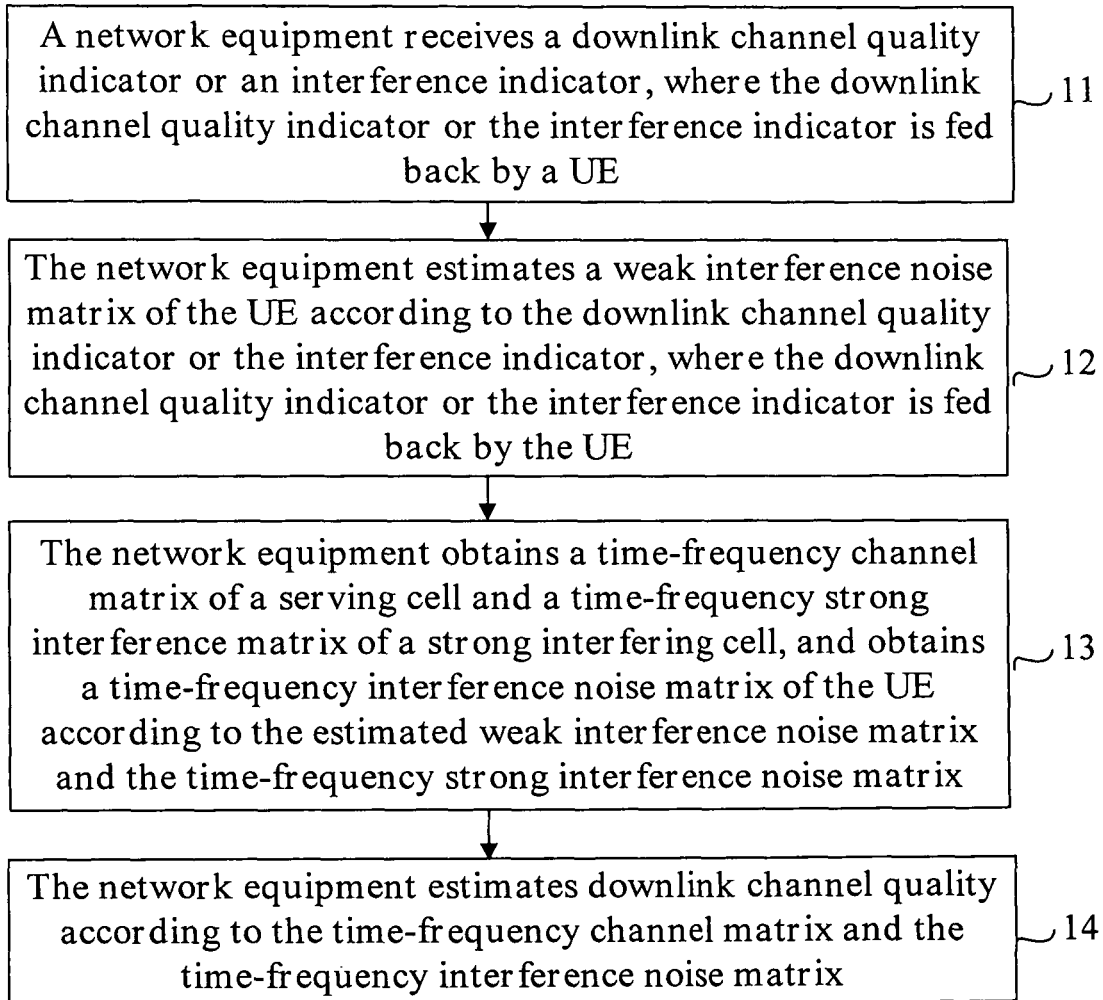 A network equipment receives a downlink channel quality
indicator or an interference indicator, where the downlink
channel quality indicator or the interference indicator is fed
back by a UE
11
The network equipment estimates a weak interference noise
matrix of the UE according to the downlink channel quality
indicator or the interference indicator, where the downlink
channel quality indicator or the interference indicator is fed
back by the UE
12
The network equipment obtains a time-frequency channel
matrix of a serving cell and a time-frequency strong
interference matrix of a strong interfering cell, and obtains
a time-frequency interference noise matrix of the UE
according to the estimated weak interference noise matrix
and the time-frequency strong interference noise matrix
13
The network equipment estimates downlink channel quality
according to the time-frequency channel matrix and the
time-frequency interference noise matrix
14